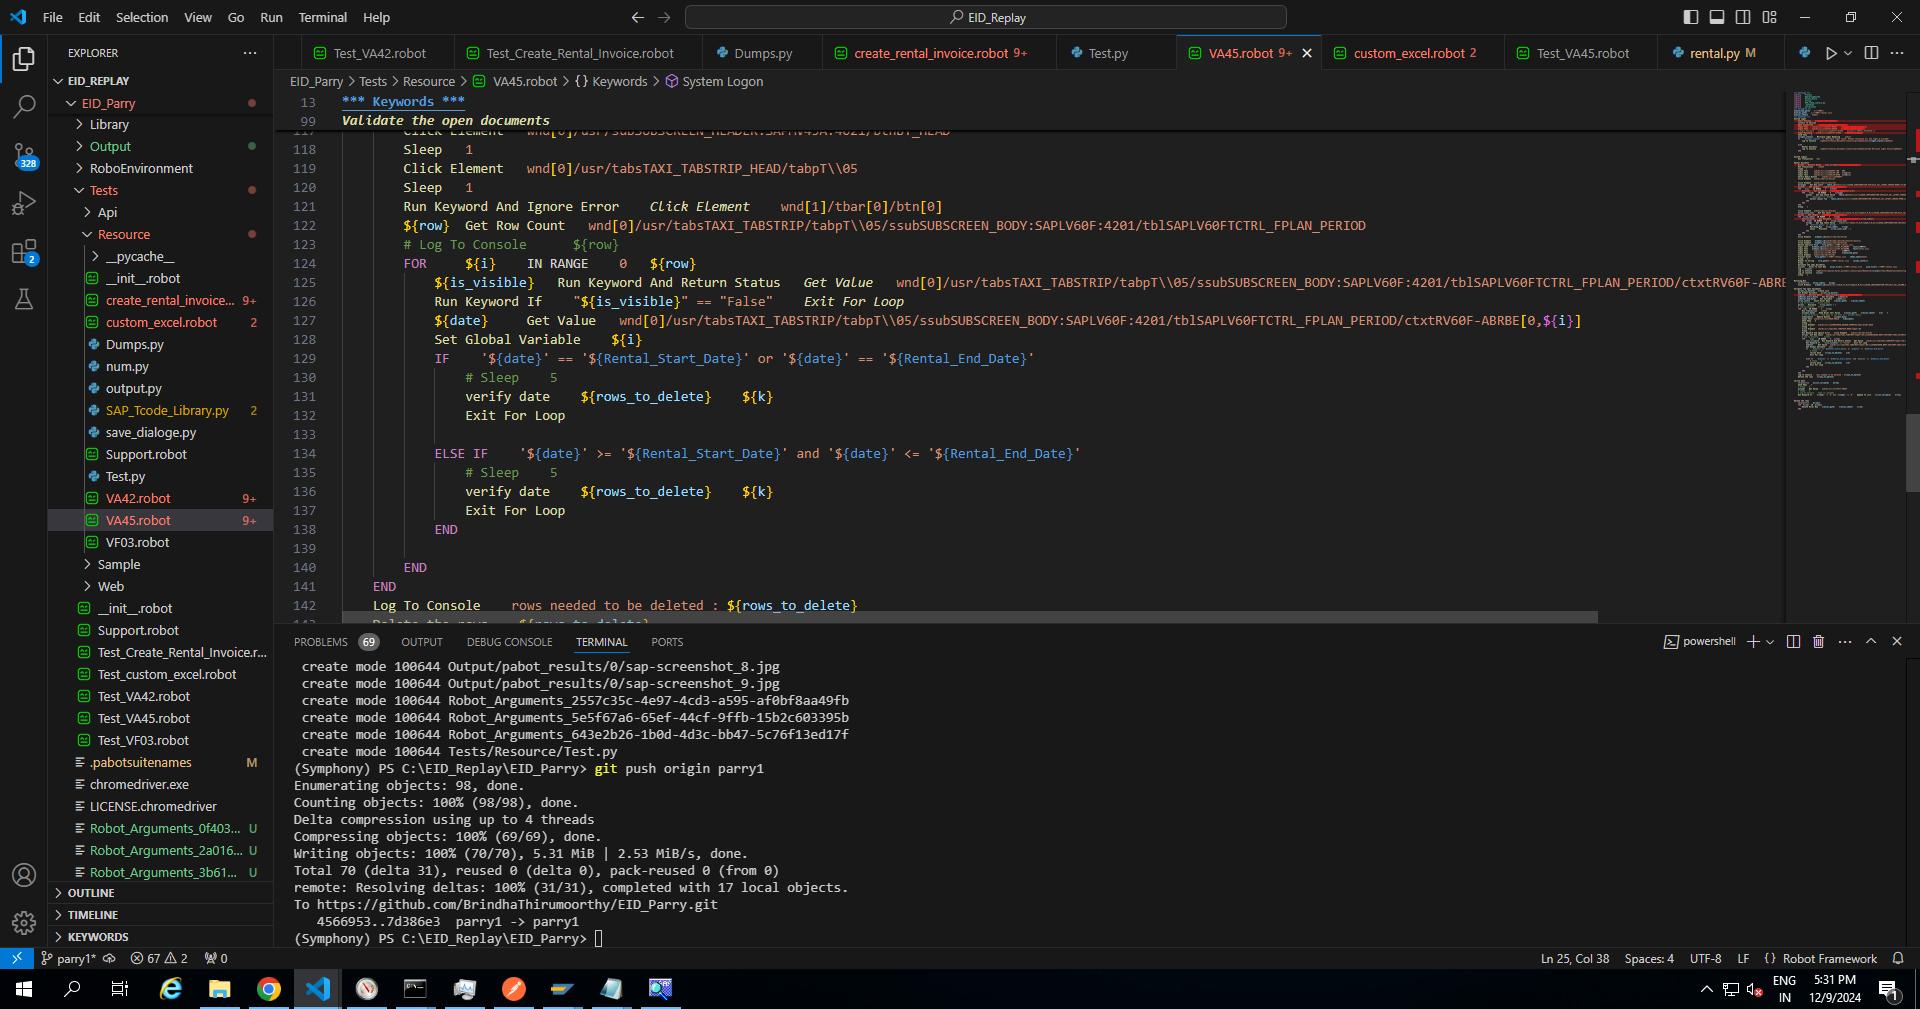 File Edit Selection View Go Run Terminal Help
EID_Replay
EXPLORER
EID_REPLAY
EID_Parry
Library
Output
RoboEnvironment
Tests
Api
Resource
__pycache__
__init__.robot
create_rental_invoice... 9+
custom_excel.robot 2
Dumps.py
num.py
output.py
SAP_Tcode_Library.py 2
save_dialoge.py
Support.robot
Test.py
VA42.robot 9+
VA45.robot 9+
VF03.robot
Sample
Web
__init__.robot
Support.robot
Test_Create_Rental_Invoice.r...
Test_custom_excel.robot
Test_VA42.robot
Test_VA45.robot
Test_VF03.robot
.pabotsuitenames M
chromedriver.exe
LICENSE.chromedriver
Robot_Arguments_0f403... U
Robot_Arguments_2a016... U
Robot_Arguments_3b61... U
OUTLINE
TIMELINE
KEYWORDS
328
2
Test_VA42.robot Test_Create_Rental_Invoice.robot Dumps.py create_rental_invoice.robot 9+ Test.py VA45.robot 9+ custom_excel.robot 2 Test_VA45.robot rental.py M
EID_Parry > Tests > Resource > VA45.robot > {} Keywords > System Logon
13 *** Keywords ***
99 Validate the open documents
117 Click Element wnd[0]/usr/subSUBSCREEN_HEADER:SAPMV45A:4021/btnBT_HEAD
118 Sleep 1
119 Click Element wnd[0]/usr/tabsTAXI_TABSTRIP_HEAD/tabpT\\05
120 Sleep 1
121 Run Keyword And Ignore Error Click Element wnd[1]/tbar[0]/btn[0]
122 ${row} Get Row Count wnd[0]/usr/tabsTAXI_TABSTRIP/tabpT\\05/ssubSUBSCREEN_BODY:SAPLV60F:4201/tblSAPLV60FTCTRL_FPLAN_PERIOD
123 # Log To Console ${row}
124 FOR ${i} IN RANGE 0 ${row}
125 ${is_visible} Run Keyword And Return Status Get Value wnd[0]/usr/tabsTAXI_TABSTRIP/tabpT\\05/ssubSUBSCREEN_BODY:SAPLV60F:4201/tblSAPLV60FTCTRL_FPLAN_PERIOD/ctxtRV60F-ABRBE
126 Run Keyword If "${is_visible}" == "False" Exit For Loop
127 ${date} Get Value wnd[0]/usr/tabsTAXI_TABSTRIP/tabpT\\05/ssubSUBSCREEN_BODY:SAPLV60F:4201/tblSAPLV60FTCTRL_FPLAN_PERIOD/ctxtRV60F-ABRBE[0,${i}]
128 Set Global Variable ${i}
129 IF '${date}' == '${Rental_Start_Date}' or '${date}' == '${Rental_End_Date}'
130 # Sleep 5
131 verify date ${rows_to_delete} ${k}
132 Exit For Loop
133
134 ELSE IF '${date}' >= '${Rental_Start_Date}' and '${date}' <= '${Rental_End_Date}'
135 # Sleep 5
136 verify date ${rows_to_delete} ${k}
137 Exit For Loop
138 END
139
140 END
141 END
142 Log To Console rows needed to be deleted : ${rows_to_delete}
143 Delete the rows ${rows_to_delete}
PROBLEMS 69 OUTPUT DEBUG CONSOLE TERMINAL PORTS
powershell
create mode 100644 Output/pabot_results/0/sap-screenshot_8.jpg
create mode 100644 Output/pabot_results/0/sap-screenshot_9.jpg
create mode 100644 Robot_Arguments_2557c35c-4e97-4cd3-a595-af0bf8aa49fb
create mode 100644 Robot_Arguments_5e5f67a6-65ef-44cf-9ffb-15b2c603395b
create mode 100644 Robot_Arguments_643e2b26-1b0d-4d3c-bb47-5c76f13ed17f
create mode 100644 Tests/Resource/Test.py
(Symphony) PS C:\EID_Replay\EID_Parry> git push origin parry1
Enumerating objects: 98, done.
Counting objects: 100% (98/98), done.
Delta compression using up to 4 threads
Compressing objects: 100% (69/69), done.
Writing objects: 100% (70/70), 5.31 MiB | 2.53 MiB/s, done.
Total 70 (delta 31), reused 0 (delta 0), pack-reused 0 (from 0)
remote: Resolving deltas: 100% (31/31), completed with 17 local objects.
To https://github.com/BrindhaThirumoorthy/EID_Parry.git
4566953..7d386e3 parry1 -> parry1
(Symphony) PS C:\EID_Replay\EID_Parry>
parry1* 67 2 0
Ln 25, Col 38 Spaces: 4 UTF-8 LF {} Robot Framework
ENG
IN
5:31 PM
12/9/2024
1